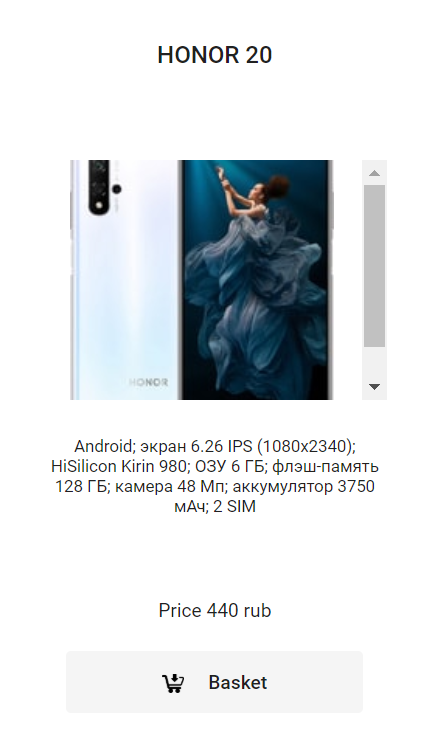 HONOR 20
HONOR
Android; экран 6.26 IPS (1080x2340);
HiSilicon Kirin 980; ОЗУ 6 ГБ; флэш-память
128 ГБ; камера 48 Мп; аккумулятор 3750
мАч; 2 SIM
Price 440 rub
Basket